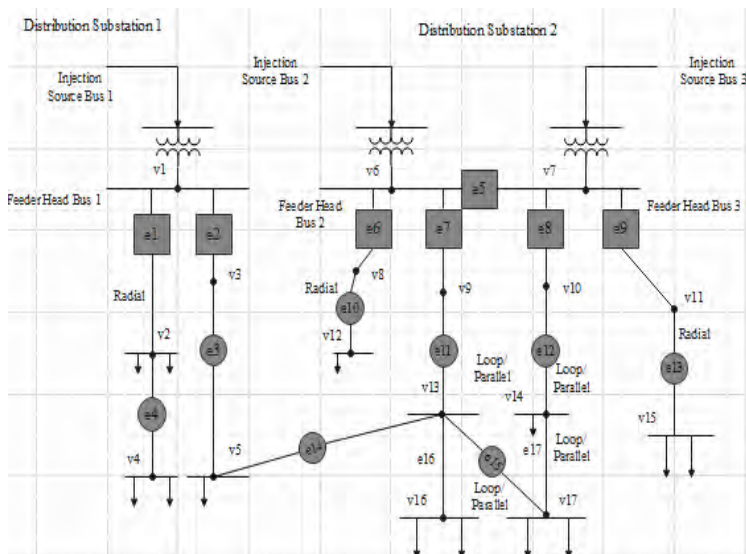 Distribution Substation 1
Distribution Substation 2
Injection
Source Bus 1
Injection
Source Bus 2
Injection
Source Bus 3
v1
v6
v7
e5
Feeder Head Bus 1
Feeder Head
Bus 2
Feeder Head Bus 3
e1
e2
e6
e7
e8
e9
v3
v8
v9
v10
v11
Radial
Radial
Radial
e10
v2
v12
e3
e11
e12
e13
Loop/
Parallel
Loop/
Parallel
e4
v13
v14
v15
v4
v5
e14
e16
e15
e17
Loop/
Parallel
Loop/
Parallel
v16
v17